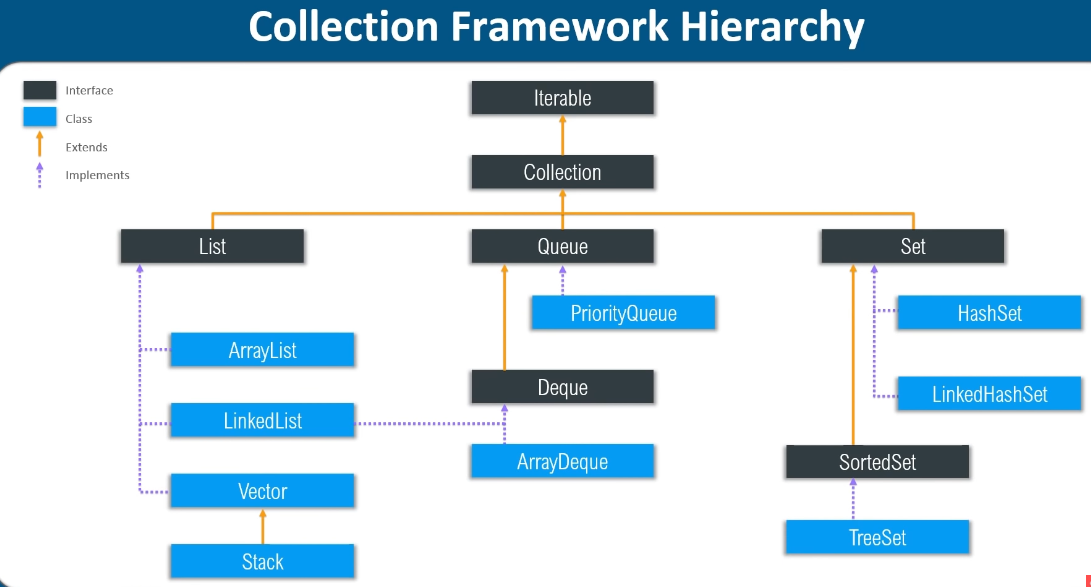 Collection Framework Hierarchy
Interface
Class
Extends
Implements
Iterable
Collection
List
Queue
Set
PriorityQueue
HashSet
ArrayList
Deque
LinkedHashSet
LinkedList
ArrayDeque
SortedSet
Vector
TreeSet
Stack